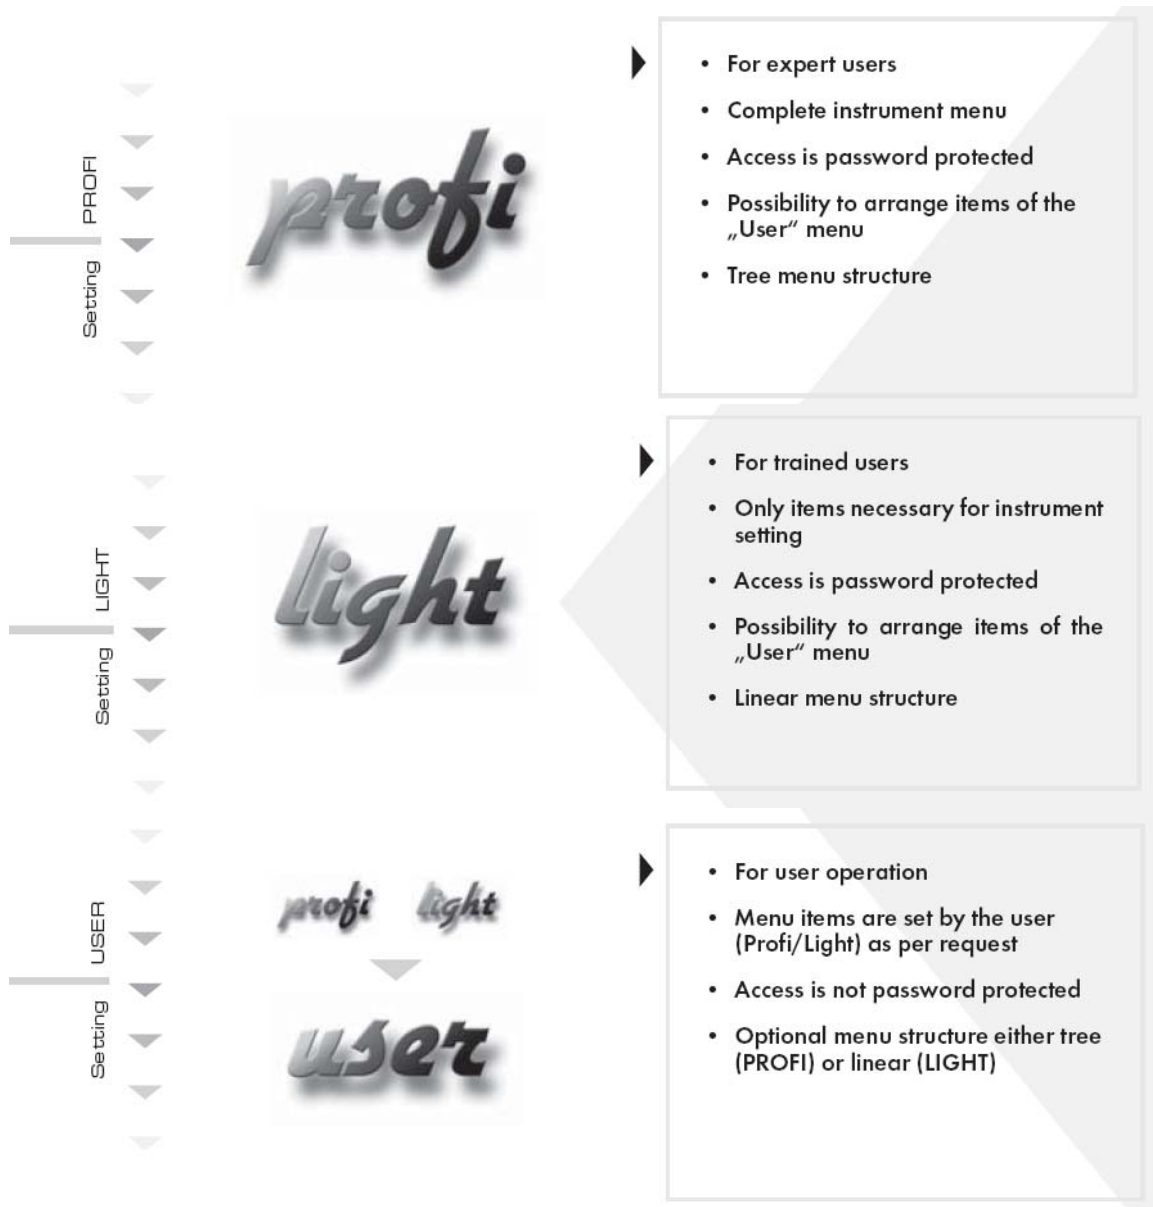 Setting PROFI
profi
• For expert users
• Complete instrument menu
• Access is password protected
• Possibility to arrange items of the
„User“ menu
• Tree menu structure
Setting LIGHT
light
• For trained users
• Only items necessary for instrument
setting
• Access is password protected
• Possibility to arrange items of the
„User“ menu
• Linear menu structure
Setting USER
profi light
user
• For user operation
• Menu items are set by the user
(Profi/Light) as per request
• Access is not password protected
• Optional menu structure either tree
(PROFI) or linear (LIGHT)